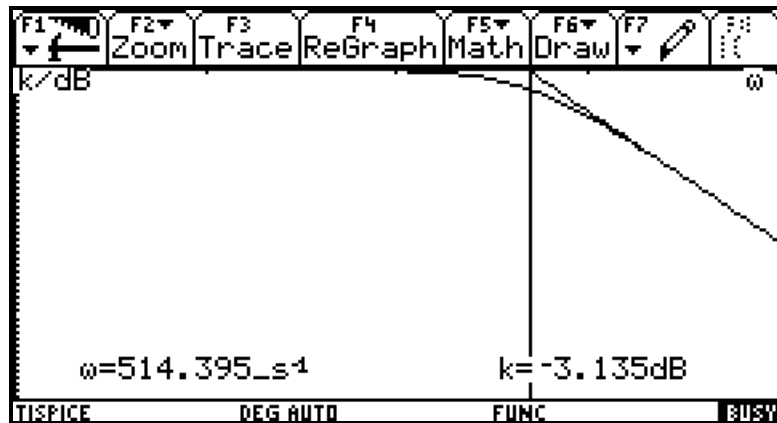 F1 F2 F3 F4 F5 F6 F7
Zoom Trace ReGraph Math Draw
k/dB ω
ω=514.395_s⁻¹ k=⁻3.135dB
TISPICE DEG AUTO FUNC BUSY